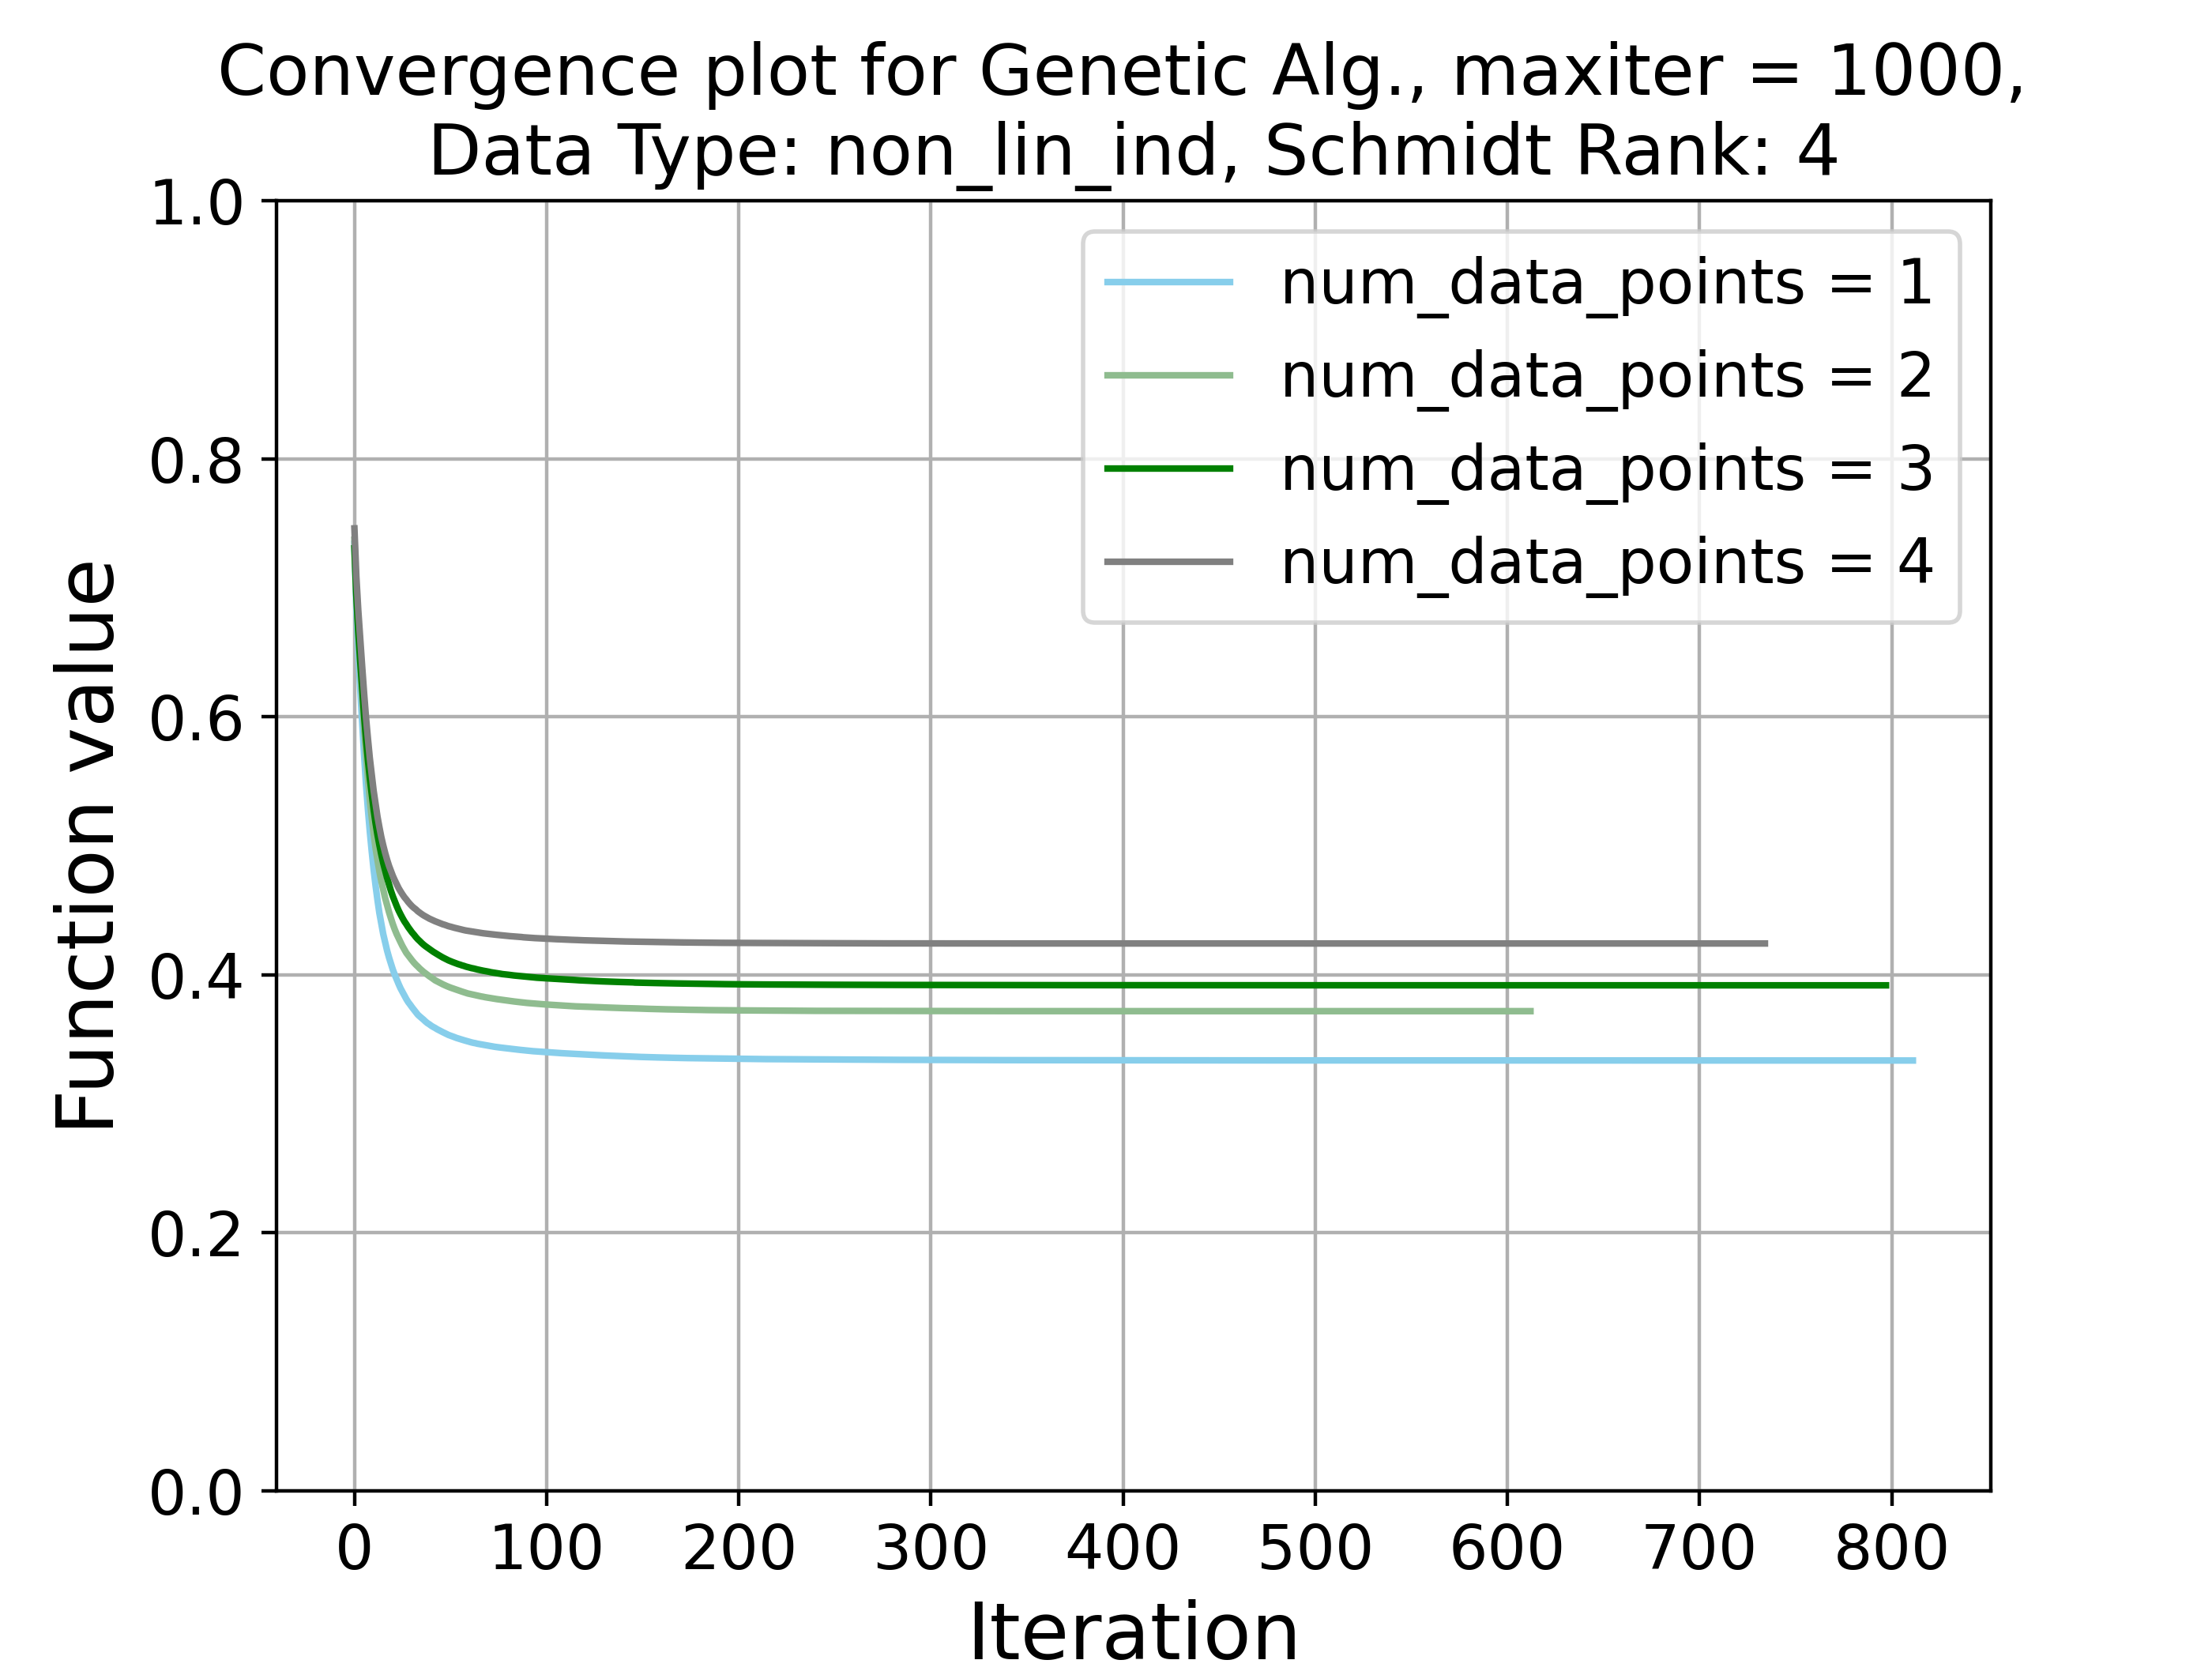 Convergence plot for Genetic Alg., maxiter = 1000,
Data Type: non_lin_ind, Schmidt Rank: 4
1.0
0.8
0.6
0.4
0.2
0.0
Function value
num_data_points = 1
num_data_points = 2
num_data_points = 3
num_data_points = 4
0 100 200 300 400 500 600 700 800
Iteration